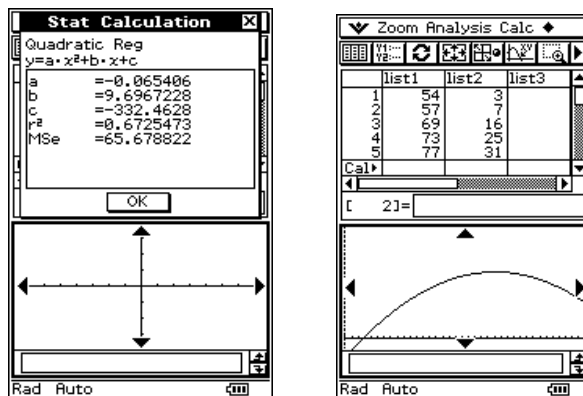 Stat Calculation
Quadratic Reg
y=a·x²+b·x+c
a =-0.065406
b =9.6967228
c =-332.4628
r² =0.6725473
MSe =65.678822
OK
Rad Auto
Zoom Analysis Calc ◆
list1 list2 list3
1 54 3
2 57 7
3 69 16
4 73 25
5 77 31
Cal▸
[ 2]=
Rad Auto